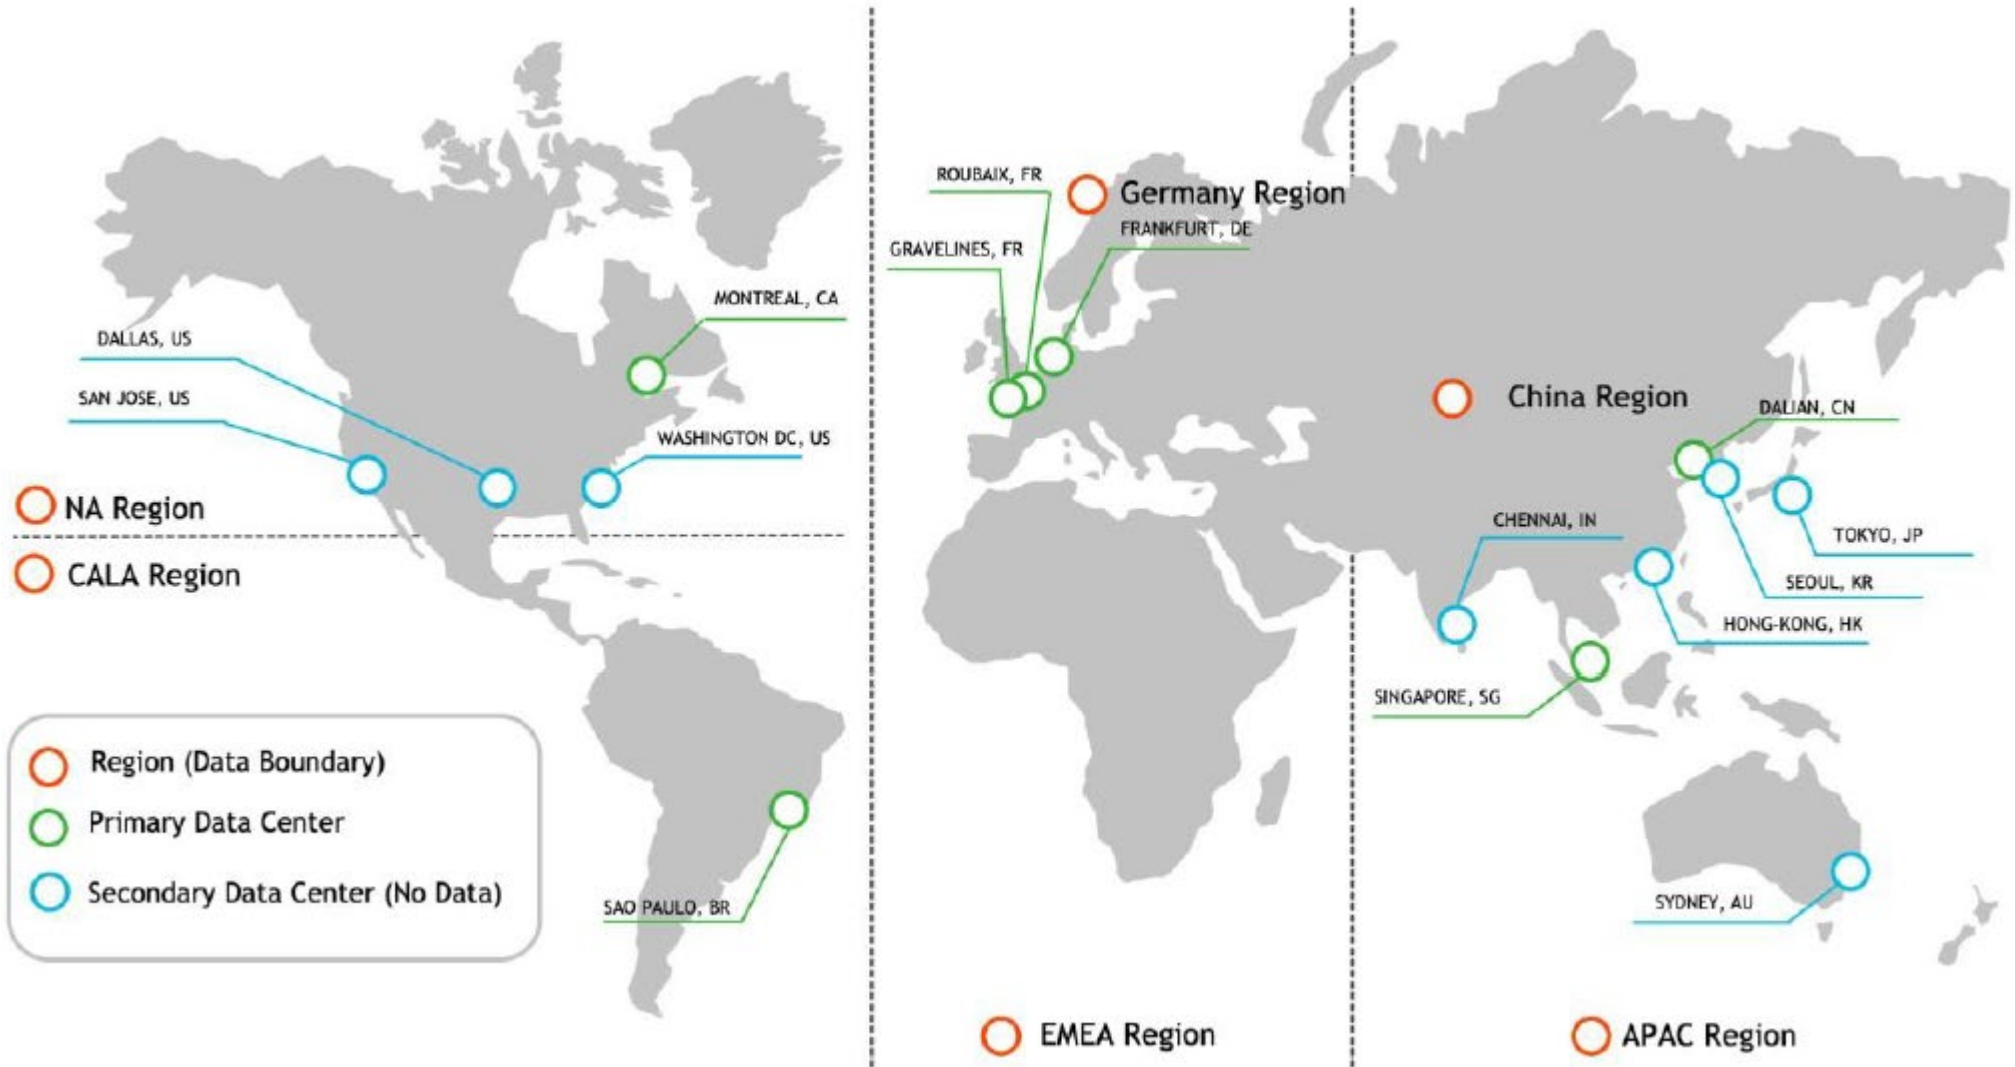 ROUBAIX, FR
Germany Region
FRANKFURT, DE
GRAVELINES, FR
MONTREAL, CA
DALLAS, US
SAN JOSE, US
WASHINGTON DC, US
China Region
DALIAN, CN
NA Region
CALA Region
CHENNAI, IN
TOKYO, JP
SEOUL, KR
HONG-KONG, HK
SINGAPORE, SG
Region (Data Boundary)
Primary Data Center
Secondary Data Center (No Data)
SAO PAULO, BR
SYDNEY, AU
EMEA Region
APAC Region